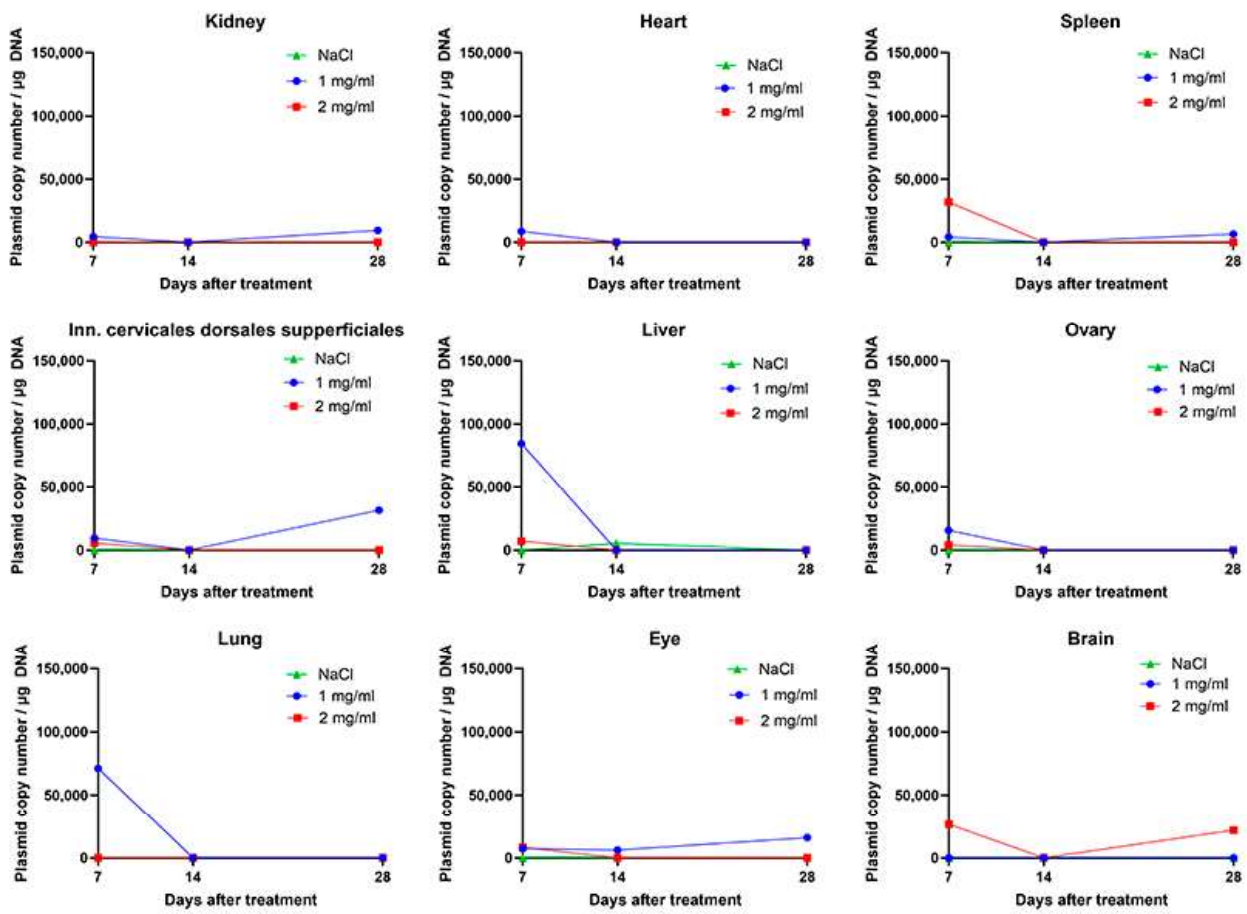 Kidney
Plasmid copy number / µg DNA
150,000
100,000
50,000
0
NaCl
1 mg/ml
2 mg/ml
7
14
28
Days after treatment
Heart
Plasmid copy number / µg DNA
150,000
100,000
50,000
0
NaCl
1 mg/ml
2 mg/ml
7
14
28
Days after treatment
Spleen
Plasmid copy number / µg DNA
150,000
100,000
50,000
0
NaCl
1 mg/ml
2 mg/ml
7
14
28
Days after treatment
Inn. cervicales dorsales supperficiales
Plasmid copy number / µg DNA
150,000
100,000
50,000
0
NaCl
1 mg/ml
2 mg/ml
7
14
28
Days after treatment
Liver
Plasmid copy number / µg DNA
150,000
100,000
50,000
0
NaCl
1 mg/ml
2 mg/ml
7
14
28
Days after treatment
Ovary
Plasmid copy number / µg DNA
150,000
100,000
50,000
0
NaCl
1 mg/ml
2 mg/ml
7
14
28
Days after treatment
Lung
Plasmid copy number / µg DNA
150,000
100,000
50,000
0
NaCl
1 mg/ml
2 mg/ml
7
14
28
Days after treatment
Eye
Plasmid copy number / µg DNA
150,000
100,000
50,000
0
NaCl
1 mg/ml
2 mg/ml
7
14
28
Days after treatment
Brain
Plasmid copy number / µg DNA
150,000
100,000
50,000
0
NaCl
1 mg/ml
2 mg/ml
7
14
28
Days after treatment